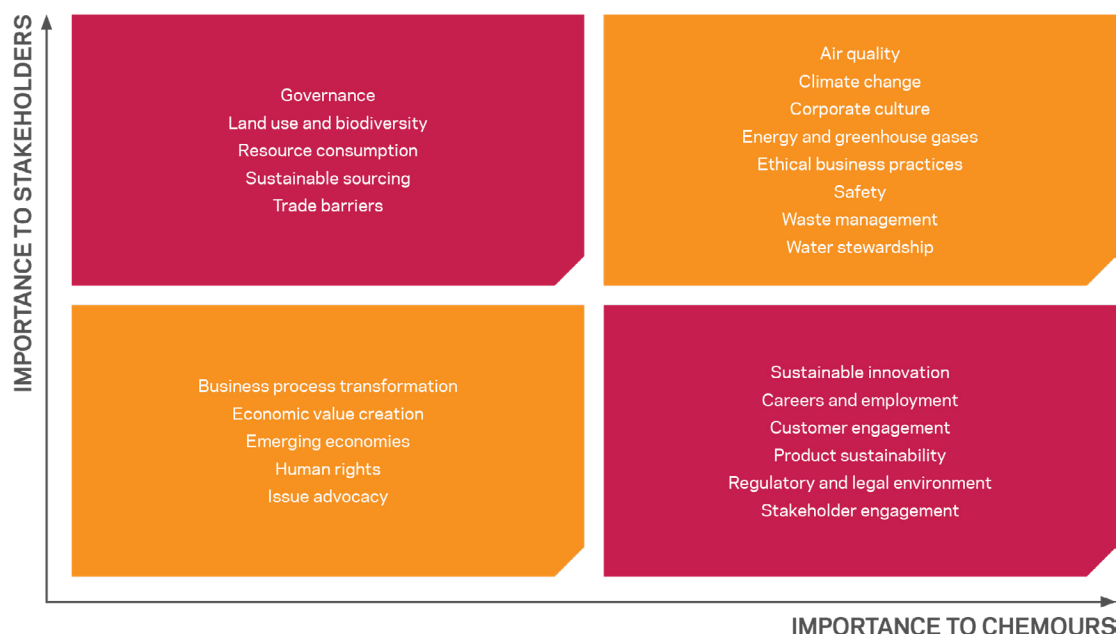 IMPORTANCE TO STAKEHOLDERS
Governance
Land use and biodiversity
Resource consumption
Sustainable sourcing
Trade barriers
Air quality
Climate change
Corporate culture
Energy and greenhouse gases
Ethical business practices
Safety
Waste management
Water stewardship
Business process transformation
Economic value creation
Emerging economies
Human rights
Issue advocacy
Sustainable innovation
Careers and employment
Customer engagement
Product sustainability
Regulatory and legal environment
Stakeholder engagement
IMPORTANCE TO CHEMOURS